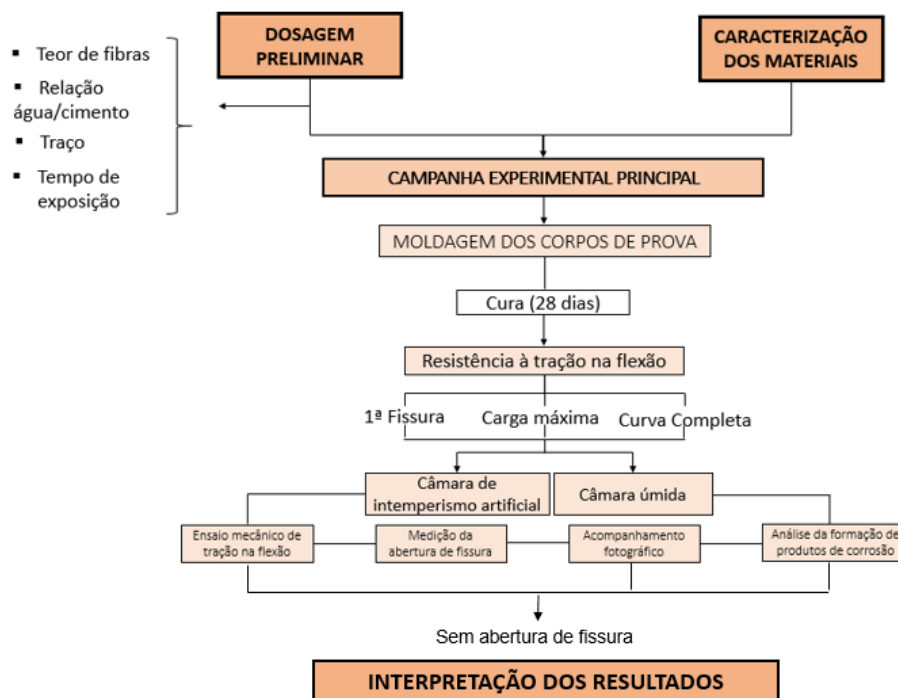 DOSAGEM
PRELIMINAR
CARACTERIZAÇÃO
DOS MATERIAIS
▪ Teor de fibras
▪ Relação
água/cimento
▪ Traço
▪ Tempo de
exposição
CAMPANHA EXPERIMENTAL PRINCIPAL
MOLDAGEM DOS CORPOS DE PROVA
Cura (28 dias)
Resistência à tração na flexão
1ª Fissura
Carga máxima
Curva Completa
Câmara de
intemperismo artificial
Câmara úmida
Ensaio mecânico de
tração na flexão
Medição da
abertura de fissura
Acompanhamento
fotográfico
Análise da formação de
produtos de corrosão
Sem abertura de fissura
INTERPRETAÇÃO DOS RESULTADOS